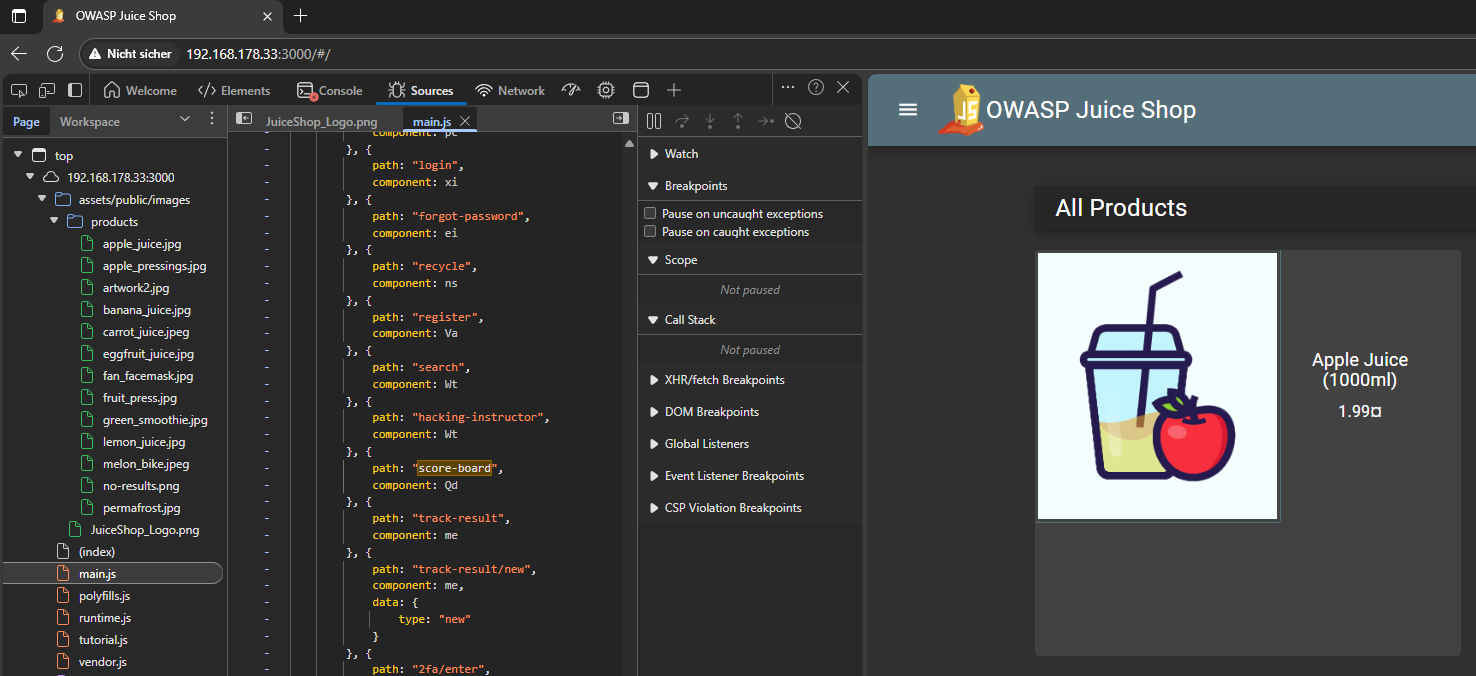 OWASP Juice Shop
Nicht sicher 192.168.178.33:3000/#/
Welcome Elements Console Sources Network
Page Workspace
top
192.168.178.33:3000
assets/public/images
products
apple_juice.jpg
apple_pressings.jpg
artwork2.jpg
banana_juice.jpg
carrot_juice.jpeg
eggfruit_juice.jpg
fan_facemask.jpg
fruit_press.jpg
green_smoothie.jpg
lemon_juice.jpg
melon_bike.jpeg
no-results.png
permafrost.jpg
JuiceShop_Logo.png
(index)
main.js
polyfills.js
runtime.js
tutorial.js
vendor.js
JuiceShop_Logo.png main.js
component: pc
}, {
path: "login",
component: xi
}, {
path: "forgot-password",
component: ei
}, {
path: "recycle",
component: ns
}, {
path: "register",
component: Va
}, {
path: "search",
component: Wt
}, {
path: "hacking-instructor",
component: Wt
}, {
path: "score-board",
component: Qd
}, {
path: "track-result",
component: me
}, {
path: "track-result/new",
component: me,
data: {
type: "new"
}
}, {
path: "2fa/enter",
Watch
Breakpoints
Pause on uncaught exceptions
Pause on caught exceptions
Scope
Not paused
Call Stack
Not paused
XHR/fetch Breakpoints
DOM Breakpoints
Global Listeners
Event Listener Breakpoints
CSP Violation Breakpoints
JS
OWASP Juice Shop
All Products
Apple Juice
(1000ml)
1.99¤